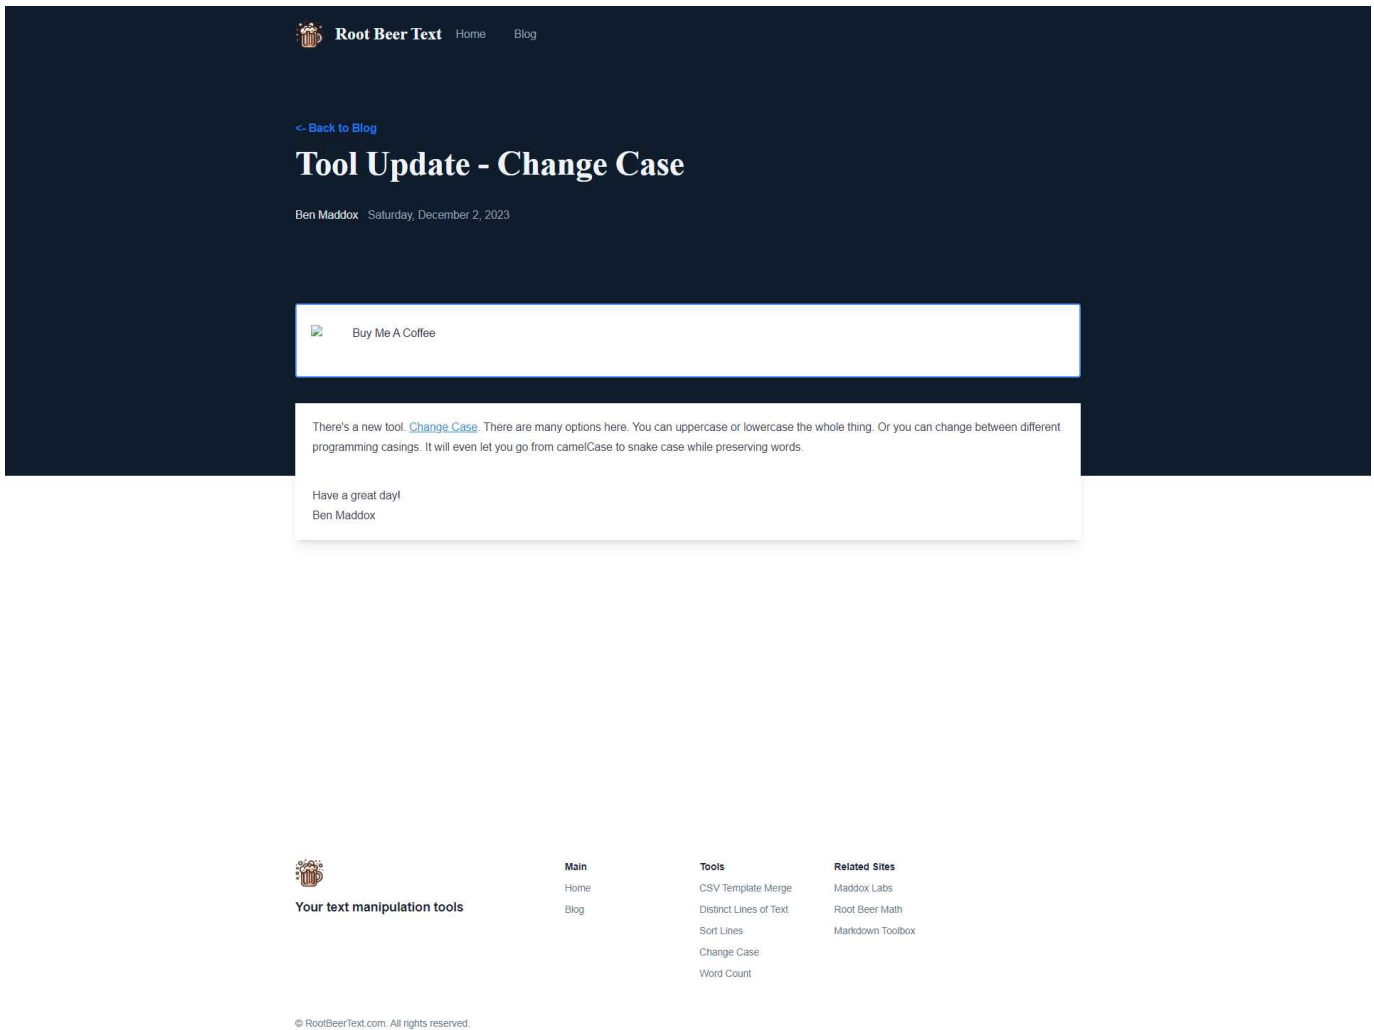 Root Beer Text Home Blog
<- Back to Blog
Tool Update - Change Case
Ben Maddox Saturday, December 2, 2023
Buy Me A Coffee
There's a new tool. Change Case. There are many options here. You can uppercase or lowercase the whole thing. Or you can change between different
programming casings. It will even let you go from camelCase to snake case while preserving words.
Have a great day!
Ben Maddox
Your text manipulation tools
Main
Home
Blog
Tools
CSV Template Merge
Distinct Lines of Text
Sort Lines
Change Case
Word Count
Related Sites
Maddox Labs
Root Beer Math
Markdown Toolbox
© RootBeerText.com. All rights reserved.